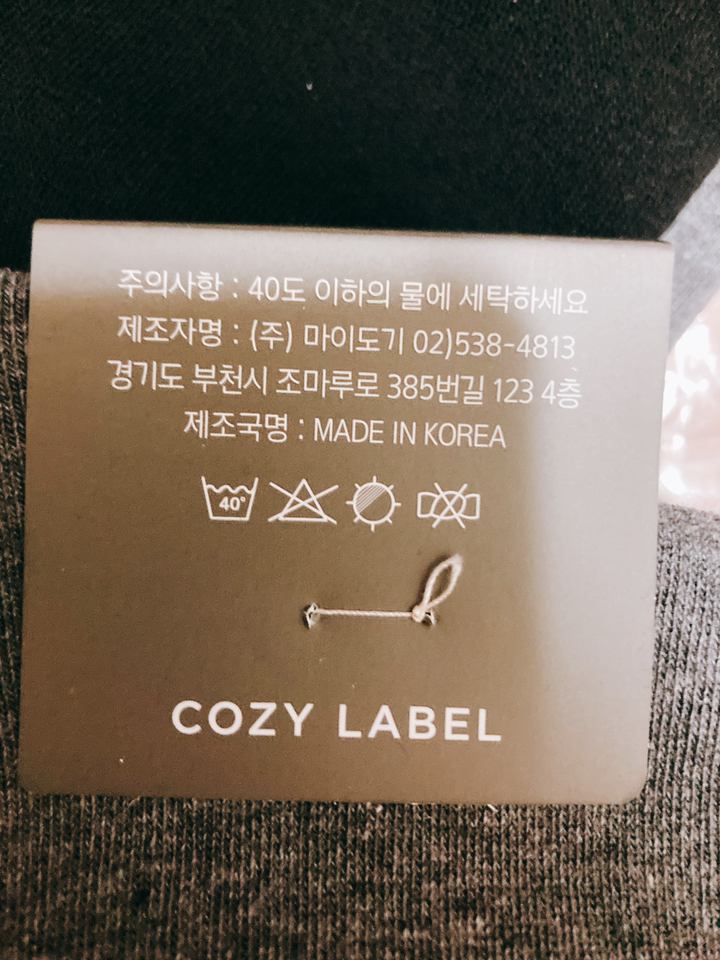 주의사항 : 40도 이하의 물에 세탁하세요
제조자명 : (주) 마이도기 02)538-4813
경기도 부천시 조마루로 385번길 123 4층
제조국명 : MADE IN KOREA
40°
COZY LABEL